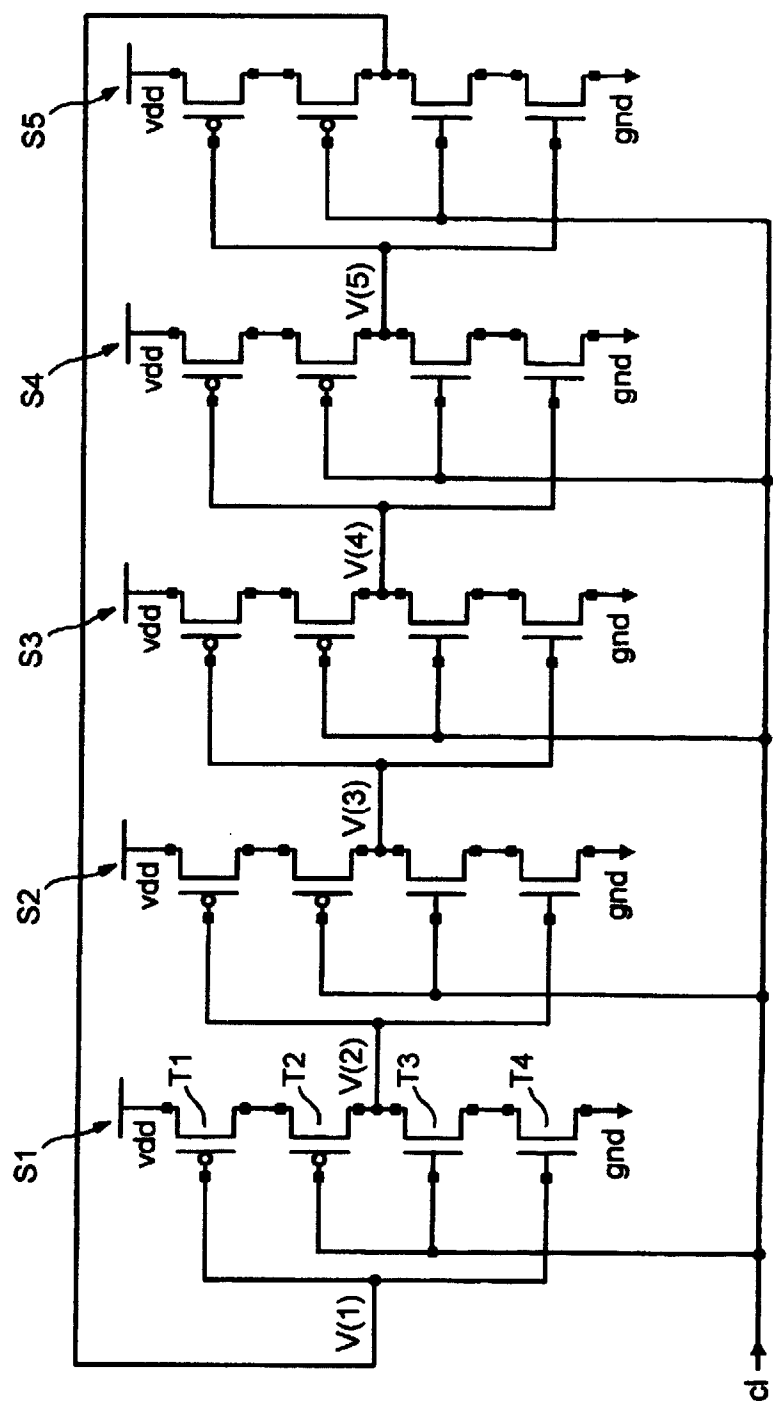 S1
S2
S3
S4
S5
vdd
vdd
vdd
vdd
vdd
T1
T2
T3
T4
V(1)
V(2)
V(3)
V(4)
V(5)
gnd
gnd
gnd
gnd
gnd
cl